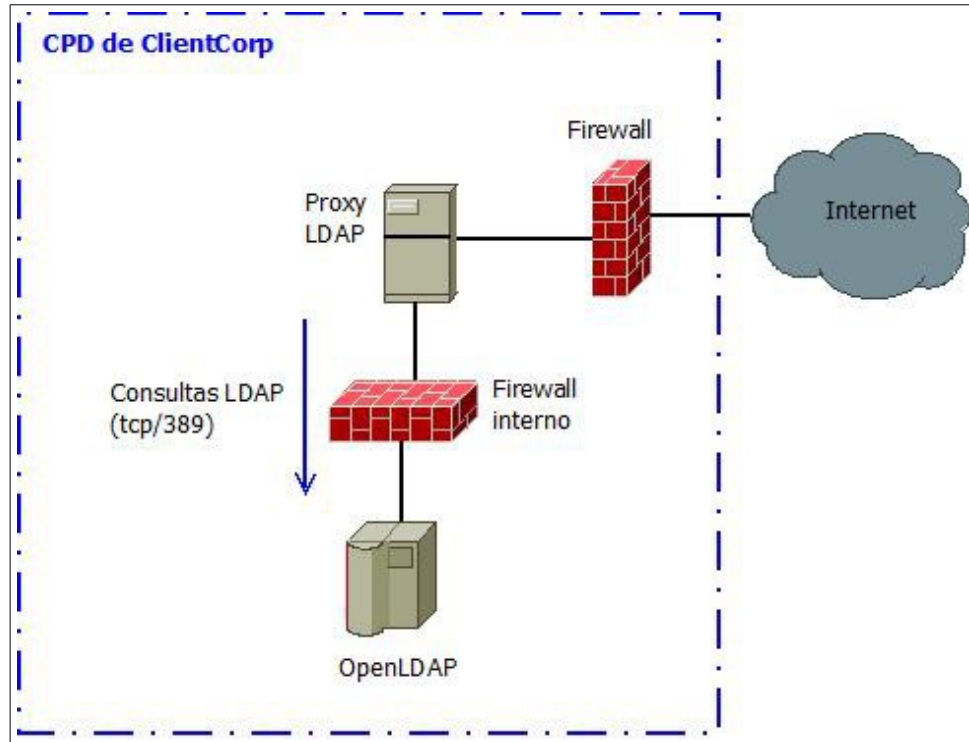 CPD de ClientCorp
Firewall
Internet
Proxy
LDAP
Consultas LDAP
(tcp/389)
Firewall
interno
OpenLDAP